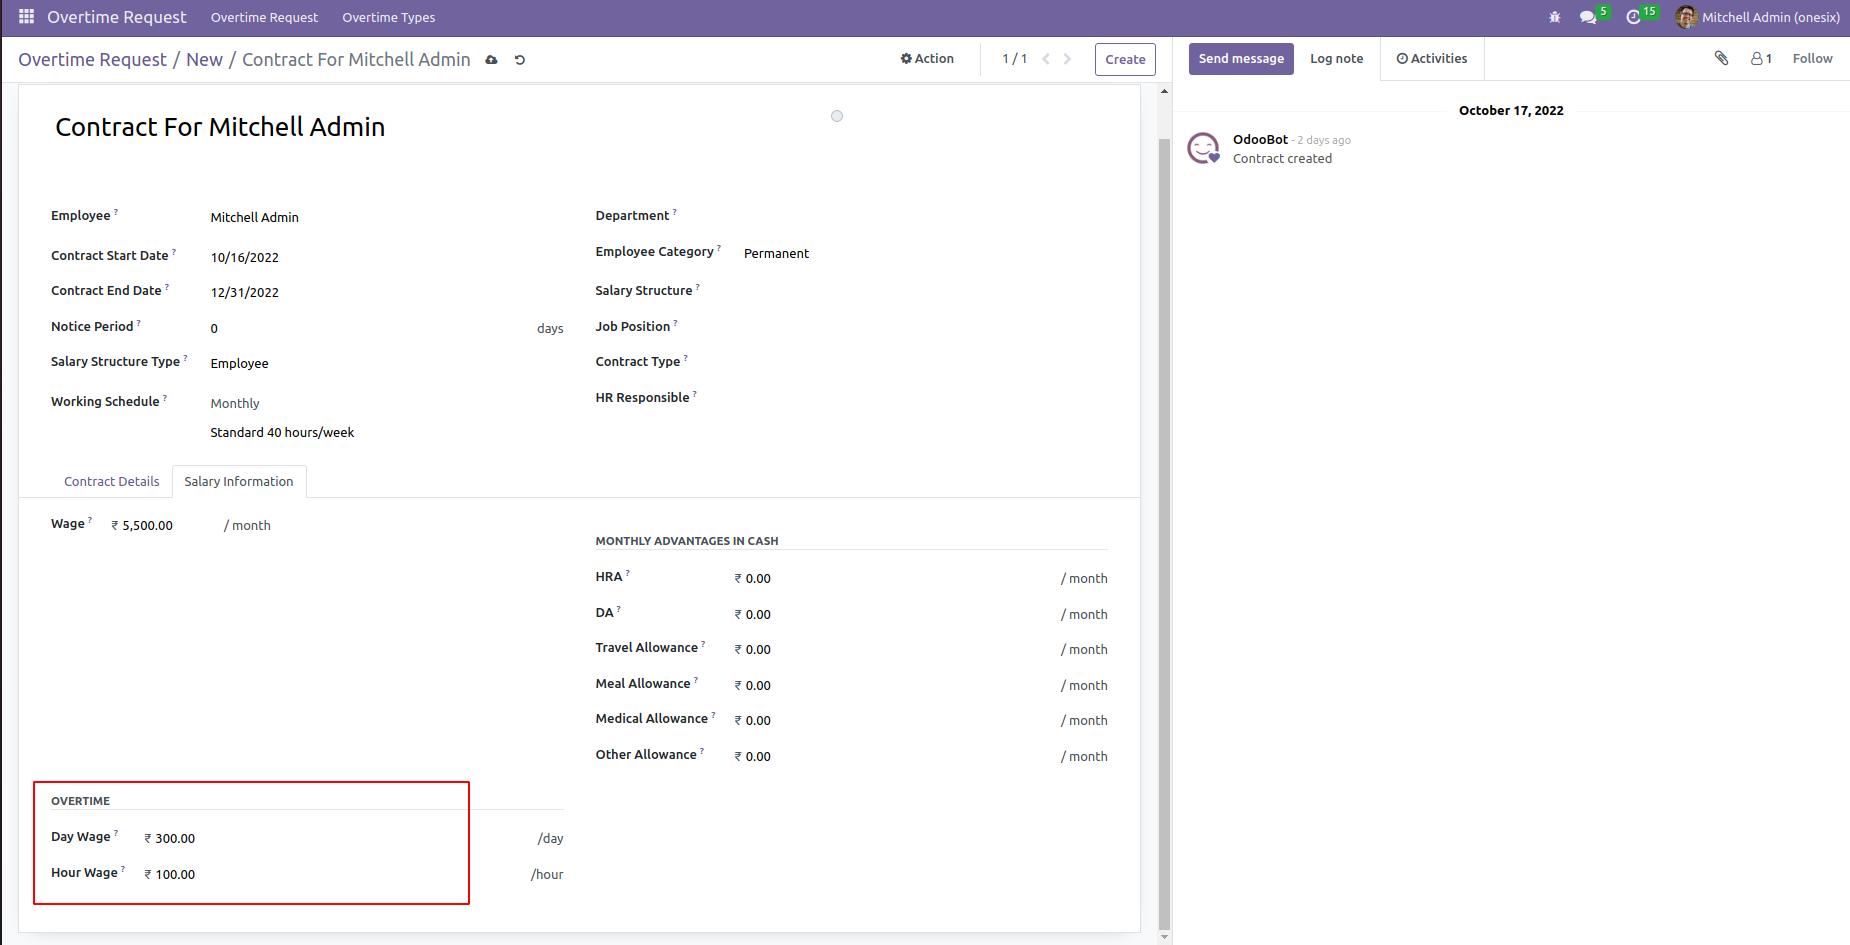 Overtime Request Overtime Request Overtime Types 5 15 Mitchell Admin (onesix)
Overtime Request / New / Contract For Mitchell Admin Action 1 / 1 Create Send message Log note Activities 1 Follow
Contract For Mitchell Admin
October 17, 2022
OdooBot - 2 days ago
Contract created
Employee ? Mitchell Admin
Contract Start Date ? 10/16/2022
Contract End Date ? 12/31/2022
Notice Period ? 0 days
Salary Structure Type ? Employee
Working Schedule ? Monthly
Standard 40 hours/week
Department ?
Employee Category ? Permanent
Salary Structure ?
Job Position ?
Contract Type ?
HR Responsible ?
Contract Details Salary Information
Wage ? ₹ 5,500.00 / month
MONTHLY ADVANTAGES IN CASH
HRA ? ₹ 0.00 / month
DA ? ₹ 0.00 / month
Travel Allowance ? ₹ 0.00 / month
Meal Allowance ? ₹ 0.00 / month
Medical Allowance ? ₹ 0.00 / month
Other Allowance ? ₹ 0.00 / month
OVERTIME
Day Wage ? ₹ 300.00 /day
Hour Wage ? ₹ 100.00 /hour